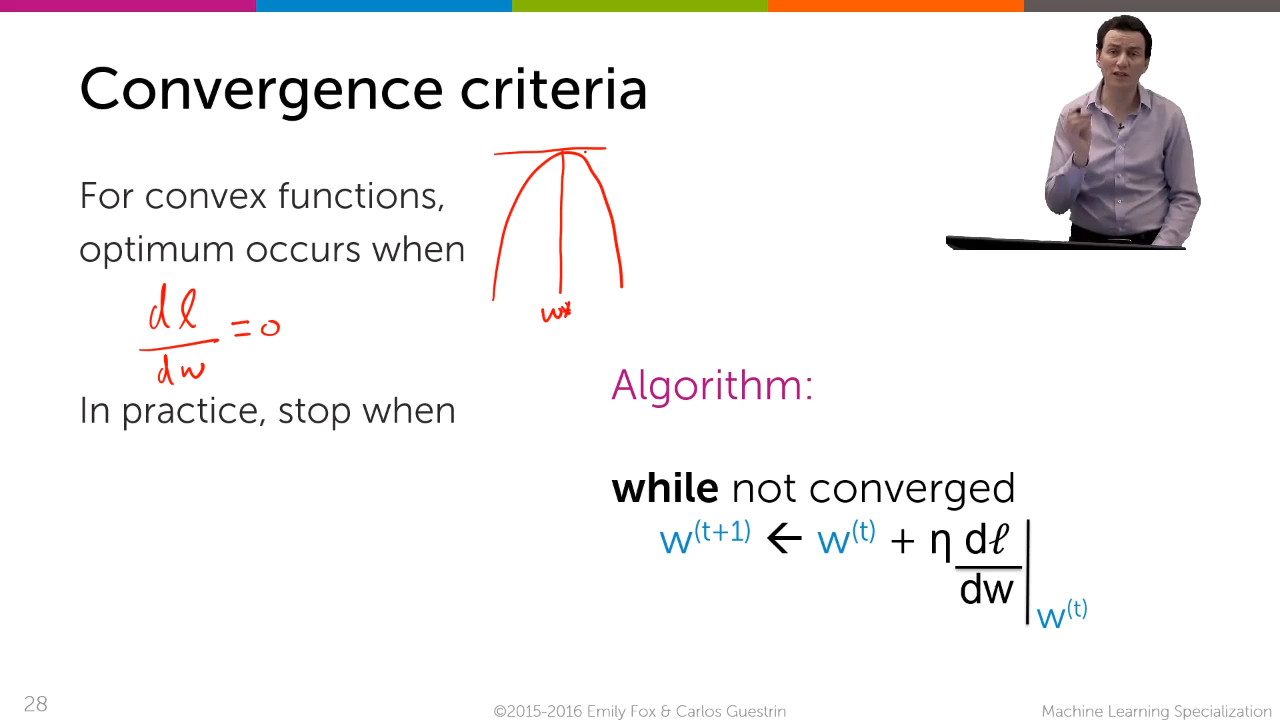 Convergence criteria
For convex functions,
optimum occurs when
dℓ
— = 0
dw
w*
In practice, stop when
Algorithm:
while not converged
w(t+1) ← w(t) + η dℓ
dw
w(t)
28
©2015-2016 Emily Fox & Carlos Guestrin
Machine Learning Specialization